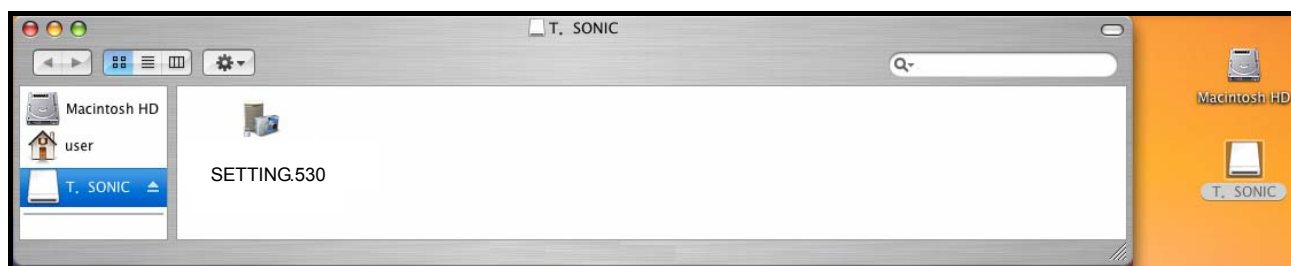 T. SONIC
Macintosh HD
user
T. SONIC
SETTING.530
Macintosh HD
T. SONIC